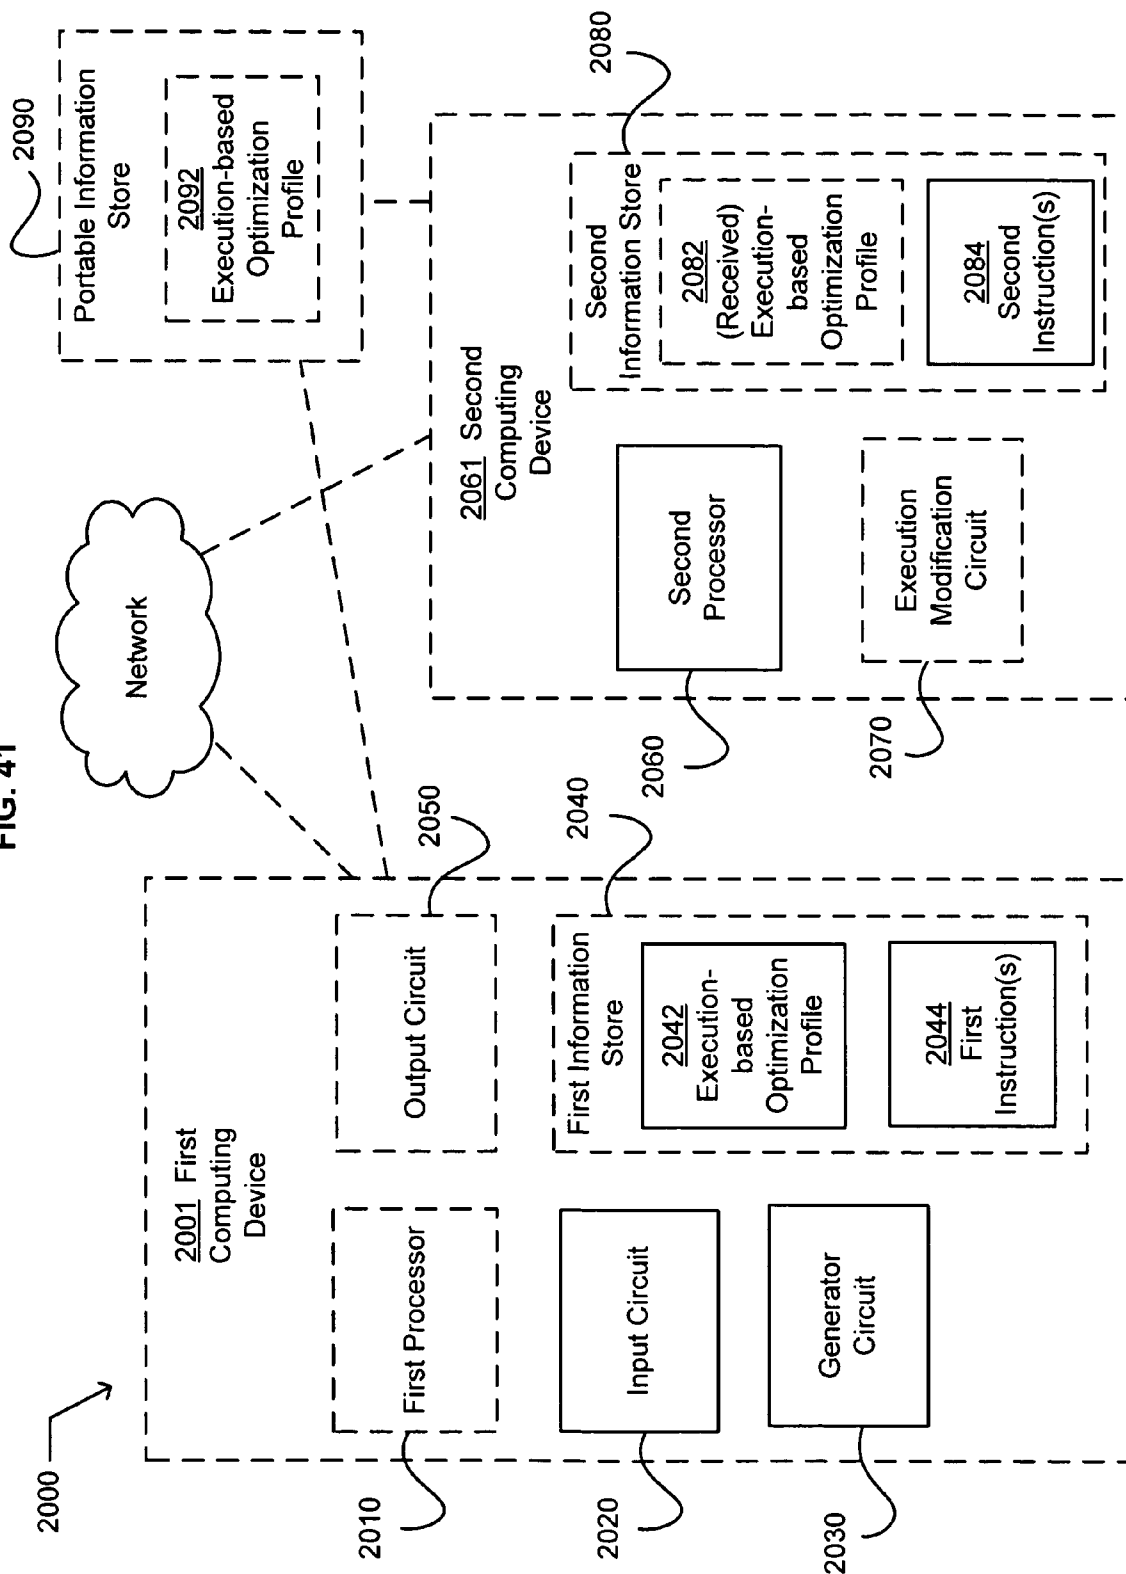 FIG. 41
2000
2001 First
Computing
Device
2010
First Processor
Output Circuit
2050
2020
Input Circuit
2030
Generator
Circuit
First Information
Store
2040
2042
Execution-
based
Optimization
Profile
2044
First
Instruction(s)
Network
2090
Portable Information
Store
2092
Execution-based
Optimization
Profile
2061 Second
Computing
Device
2060
Second
Processor
2070
Execution
Modification
Circuit
2080
Second
Information Store
2082
(Received)
Execution-
based
Optimization
Profile
2084
Second
Instruction(s)